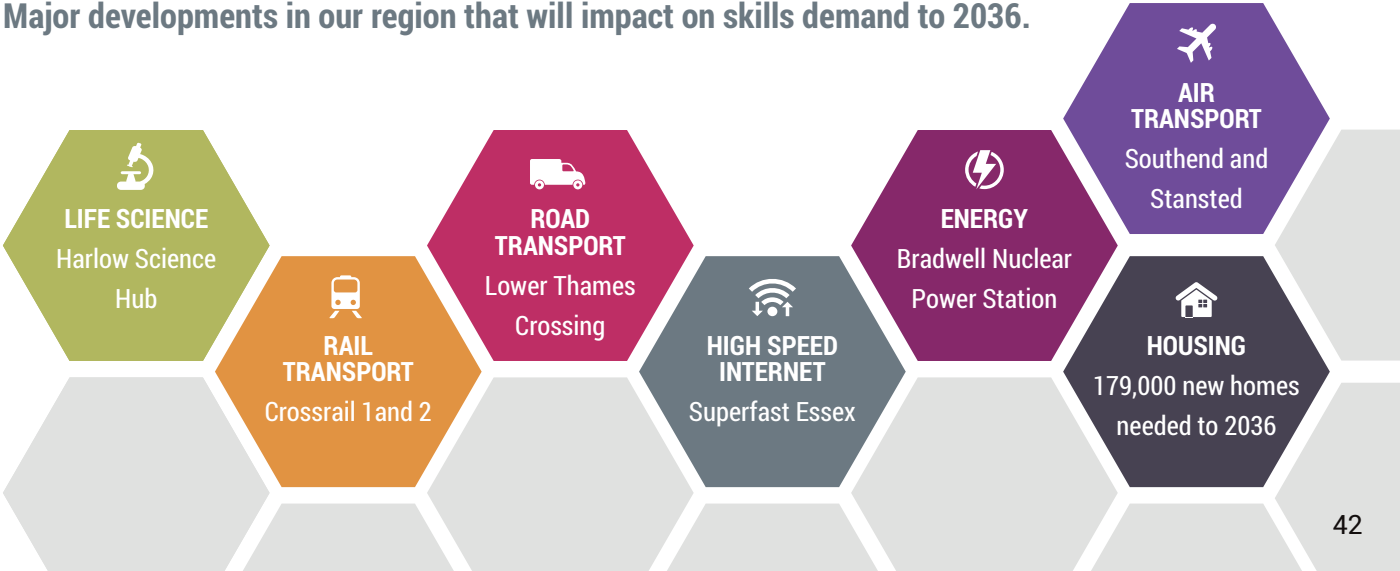 Major developments in our region that will impact on skills demand to 2036.
LIFE SCIENCE
Harlow Science
Hub
RAIL
TRANSPORT
Crossrail 1and 2
ROAD
TRANSPORT
Lower Thames
Crossing
HIGH SPEED
INTERNET
Superfast Essex
ENERGY
Bradwell Nuclear
Power Station
AIR
TRANSPORT
Southend and
Stansted
HOUSING
179,000 new homes
needed to 2036
42